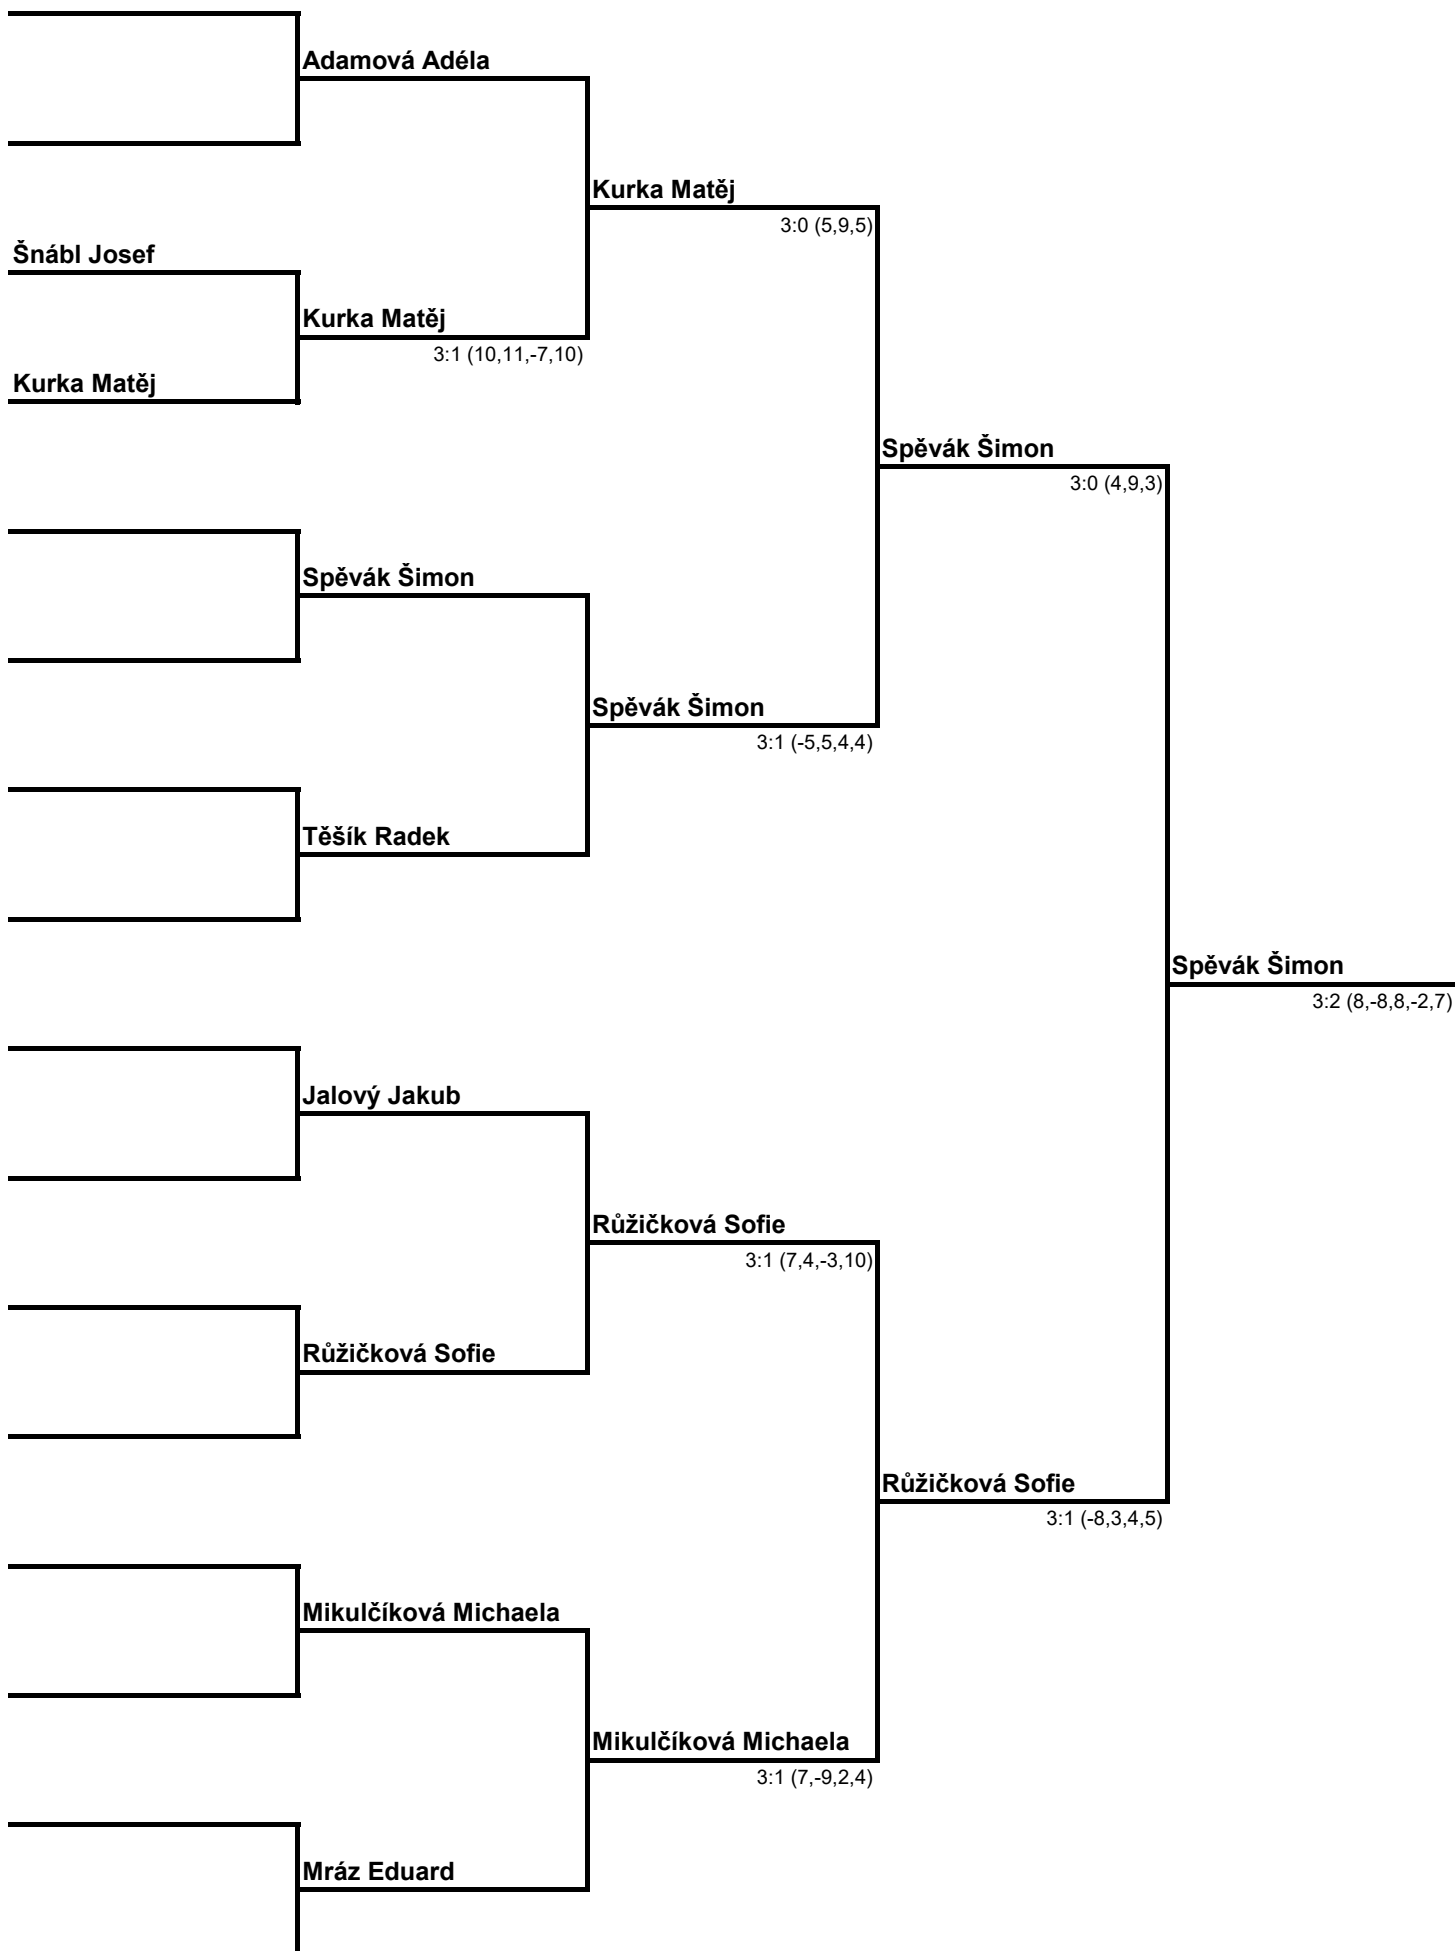 Adamová Adéla
Kurka Matěj
3:0 (5,9,5)
Šnábl Josef
Kurka Matěj
3:1 (10,11,-7,10)
Kurka Matěj
Spěvák Šimon
3:0 (4,9,3)
Spěvák Šimon
Spěvák Šimon
3:1 (-5,5,4,4)
Těšík Radek
Spěvák Šimon
3:2 (8,-8,8,-2,7)
Jalový Jakub
Růžičková Sofie
3:1 (7,4,-3,10)
Růžičková Sofie
Růžičková Sofie
3:1 (-8,3,4,5)
Mikulčíková Michaela
Mikulčíková Michaela
3:1 (7,-9,2,4)
Mráz Eduard